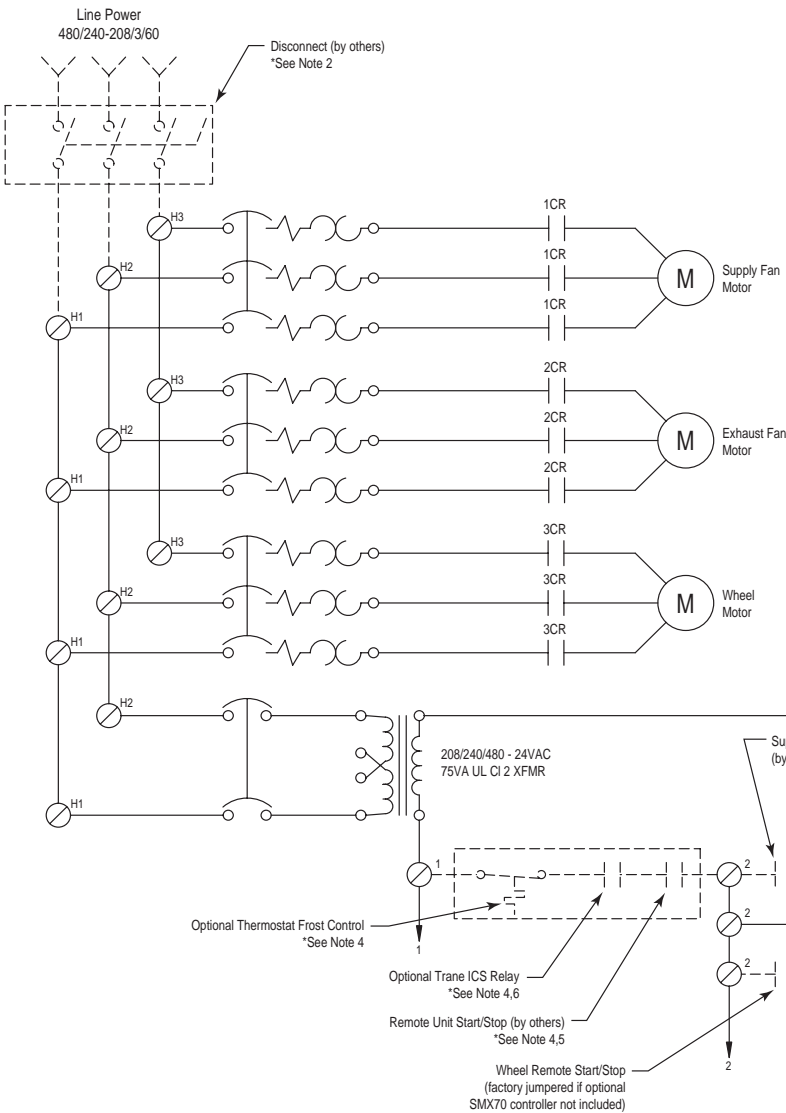 Line Power
480/240-208/3/60
Disconnect (by others)
*See Note 2
H3
1CR
H2
1CR
M
Supply Fan
Motor
H1
1CR
H3
2CR
H2
2CR
M
Exhaust Fan
Motor
H1
2CR
H3
3CR
H2
3CR
M
Wheel
Motor
H1
3CR
H2
208/240/480 - 24VAC
75VA UL Cl 2 XFMR
(by
H1
1
2
Optional Thermostat Frost Control
*See Note 4
1
2
Optional Trane ICS Relay
*See Note 4,6
2
Remote Unit Start/Stop (by others)
*See Note 4,5
2
Wheel Remote Start/Stop
(factory jumpered if optional
SMX70 controller not included)